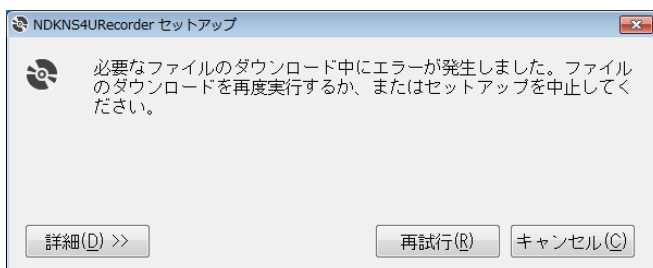 NDKNS4URecorder セットアップ
必要なファイルのダウンロード中にエラーが発生しました。ファイル
のダウンロードを再度実行するか、またはセットアップを中止してく
ださい。
詳細(D) >> 再試行(R) キャンセル(C)